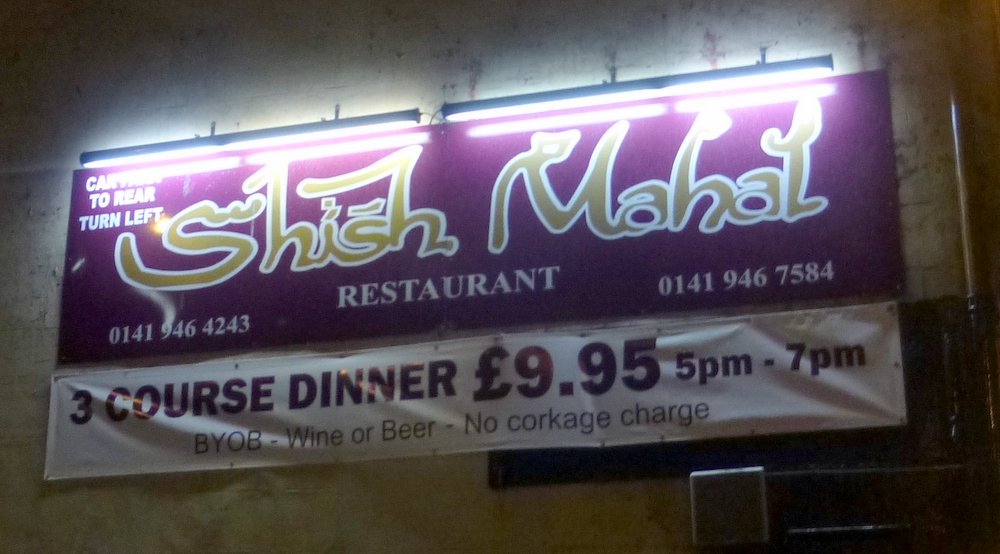 CAR PARK
TO REAR
TURN LEFT
Shish Mahal
RESTAURANT
0141 946 4243
0141 946 7584
3 COURSE DINNER £9.95 5pm - 7pm
BYOB - Wine or Beer - No corkage charge